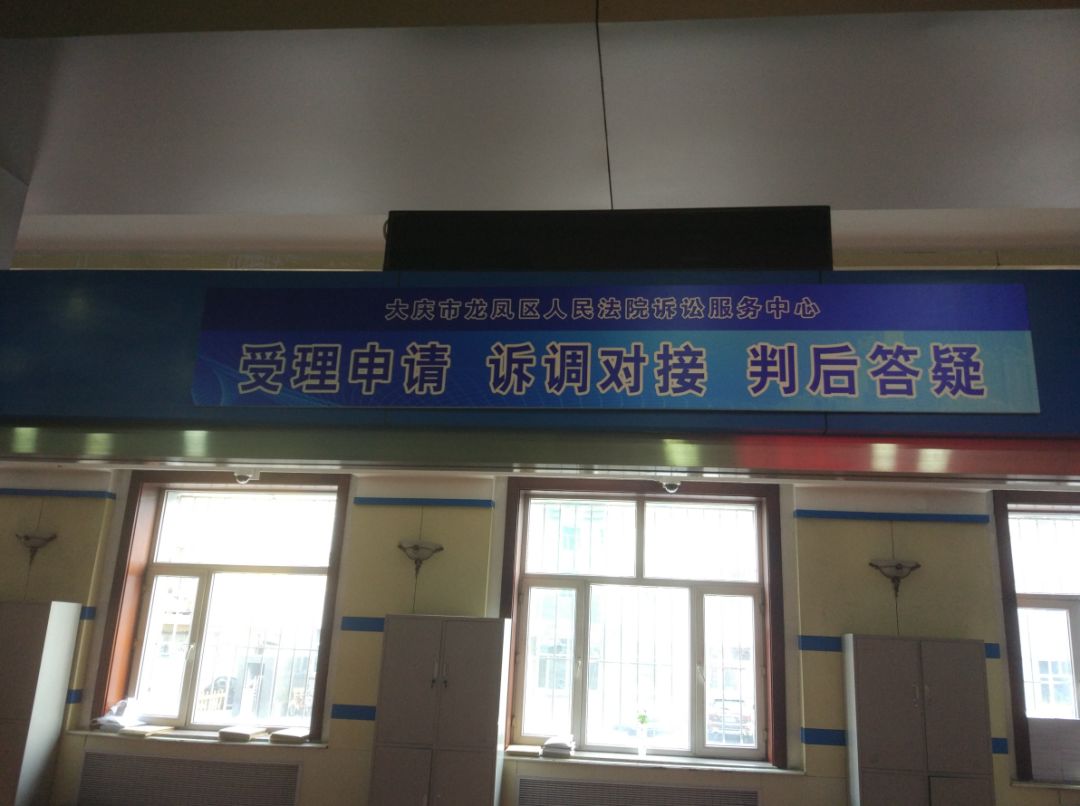 大庆市龙凤区人民法院诉讼服务中心
受理申请 诉调对接 判后答疑